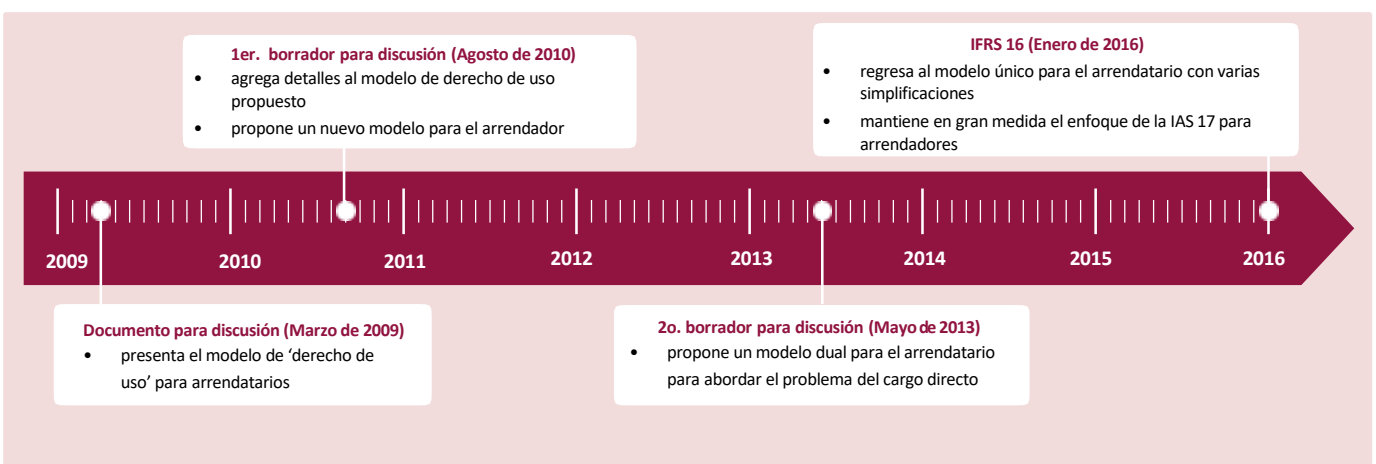 1er. borrador para discusión (Agosto de 2010)
• agrega detalles al modelo de derecho de uso
propuesto
• propone un nuevo modelo para el arrendador
IFRS 16 (Enero de 2016)
• regresa al modelo único para el arrendatario con varias
simplificaciones
• mantiene en gran medida el enfoque de la IAS 17 para
arrendadores
2009 2010 2011 2012 2013 2014 2015 2016
Documento para discusión (Marzo de 2009)
• presenta el modelo de ‘derecho de
uso’ para arrendatarios
2o. borrador para discusión (Mayo de 2013)
• propone un modelo dual para el arrendatario
para abordar el problema del cargo directo